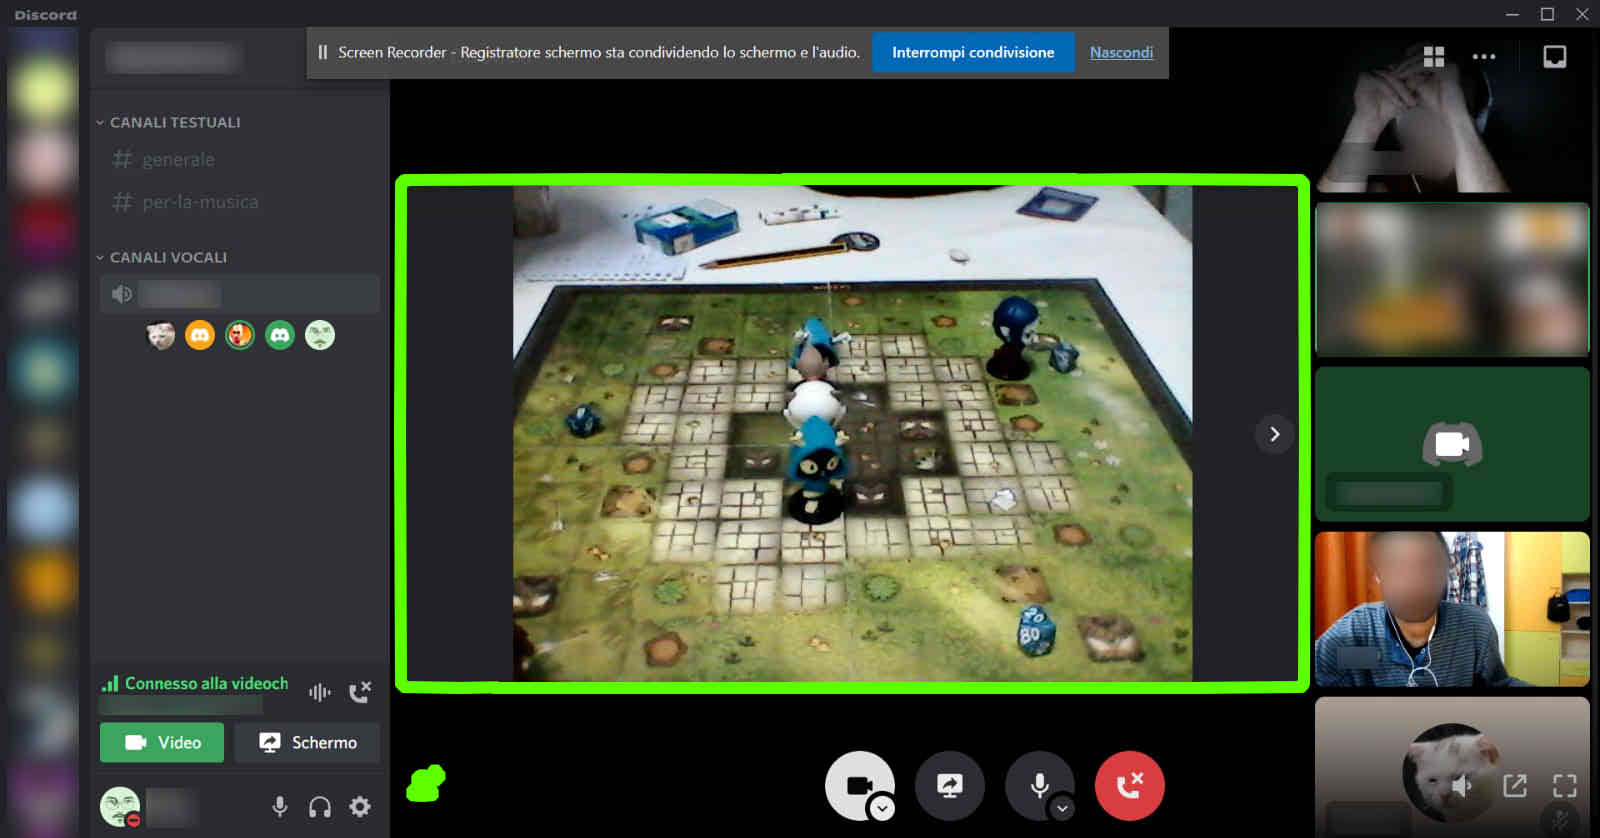 Discord
Screen Recorder - Registratore schermo sta condividendo lo schermo e l'audio.
Interrompi condivisione
Nascondi
CANALI TESTUALI
# generale
# per-la-musica
CANALI VOCALI
80
Connesso alla videoch
Video
Schermo